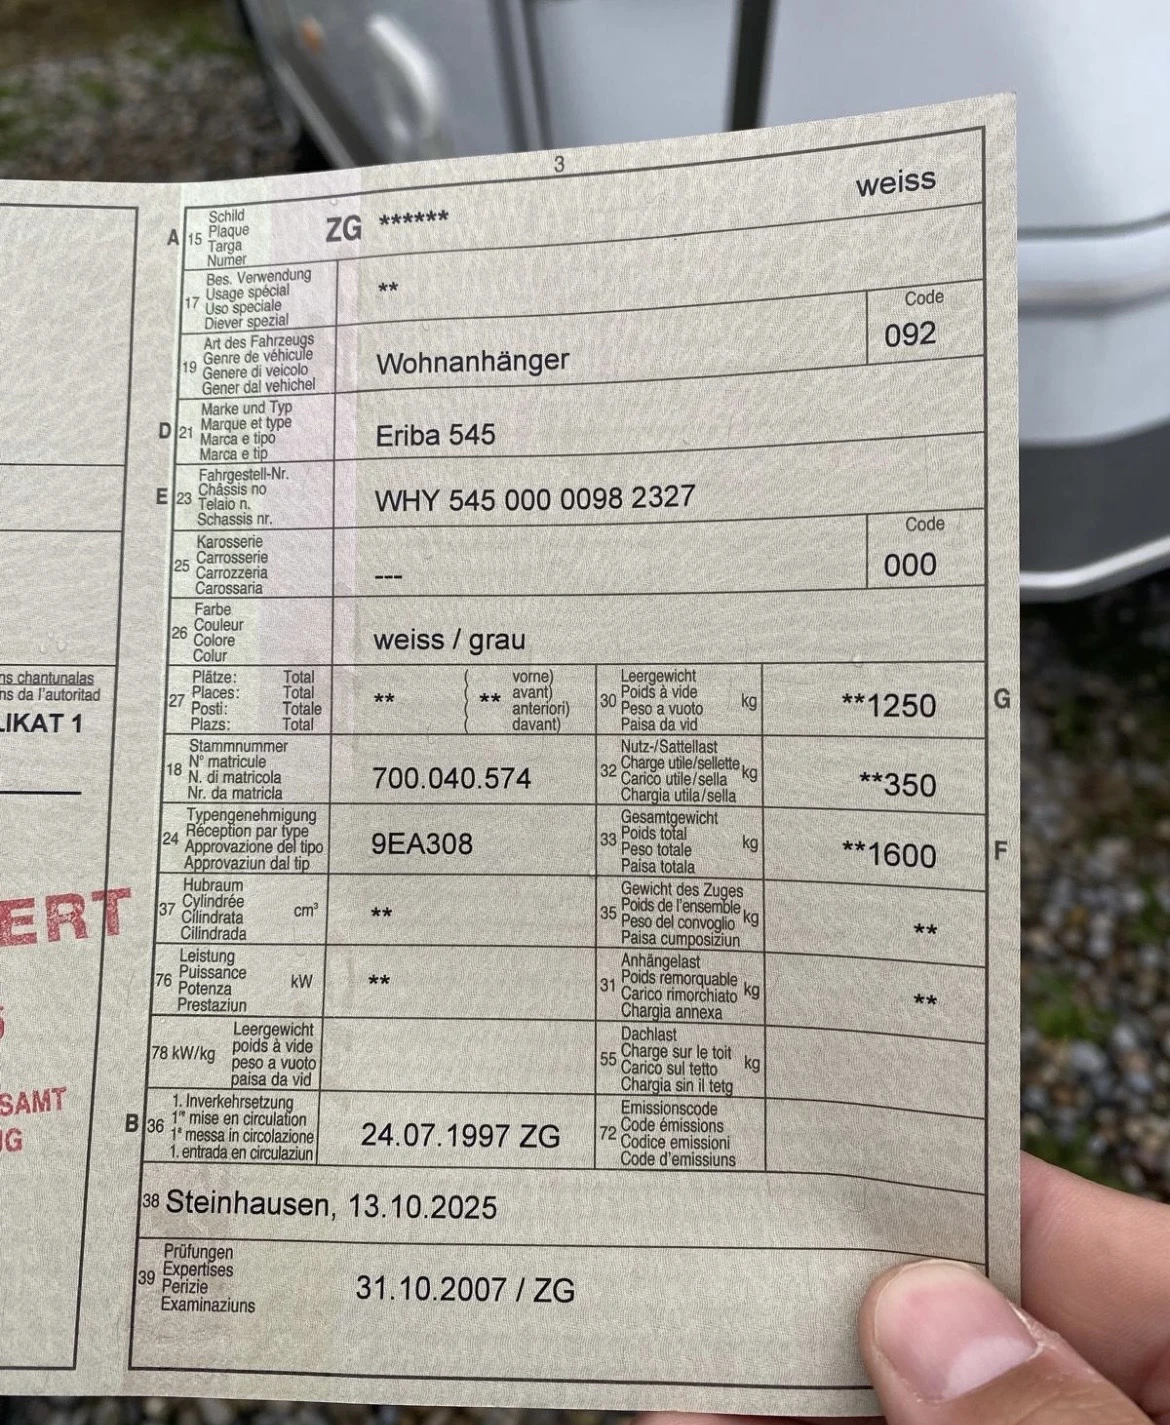 3
A 15 Schild
Plaque
Targa
Numer
ZG ******
weiss
17 Bes. Verwendung
Usage spécial
Uso speciale
Diever spezial
**
19 Art des Fahrzeugs
Genre de véhicule
Genere di veicolo
Gener dal vehichel
Wohnanhänger
Code
092
D 21 Marke und Typ
Marque et type
Marca e tipo
Marca e tip
Eriba 545
E 23 Fahrgestell-Nr.
Châssis no
Telaio n.
Schassis nr.
WHY 545 000 0098 2327
25 Karosserie
Carrosserie
Carrozzeria
Carossaria
---
Code
000
26 Farbe
Couleur
Colore
Colur
weiss / grau
27 Plätze: Total
Places: Total
Posti: Totale
Plazs: Total
** ( ** vorne)
avant)
anteriori)
davant)
30 Leergewicht
Poids à vide
Peso a vuoto
Paisa da vid
kg
**1250
G
18 Stammnummer
N° matricule
N. di matricola
Nr. da matricla
700.040.574
32 Nutz-/Sattellast
Charge utile/sellette
Carico utile/sella
Chargia utila/sella
kg
**350
24 Typengenehmigung
Réception par type
Approvazione del tipo
Approvaziun dal tip
9EA308
33 Gesamtgewicht
Poids total
Peso totale
Paisa totala
kg
**1600
F
37 Hubraum
Cylindrée
Cilindrata
Cilindrada
cm³
**
35 Gewicht des Zuges
Poids de l'ensemble
Peso del convoglio
Paisa cumposiziun
kg
**
76 Leistung
Puissance
Potenza
Prestaziun
kW
**
31 Anhängelast
Poids remorquable
Carico rimorchiato
Chargia annexa
kg
**
78 kW/kg
Leergewicht
poids à vide
peso a vuoto
paisa da vid
55 Dachlast
Charge sur le toit
Carico sul tetto
Chargia sin il tetg
kg
B 36 1. Inverkehrsetzung
1re mise en circulation
1a messa in circolazione
1. entrada en circulaziun
24.07.1997 ZG
72 Emissionscode
Code émissions
Codice emissioni
Code d'emissiuns
38 Steinhausen, 13.10.2025
39 Prüfungen
Expertises
Perizie
Examinaziuns
31.10.2007 / ZG
ns chantunalas
ns da l'autoritad
LIKAT 1
ERT
SAMT